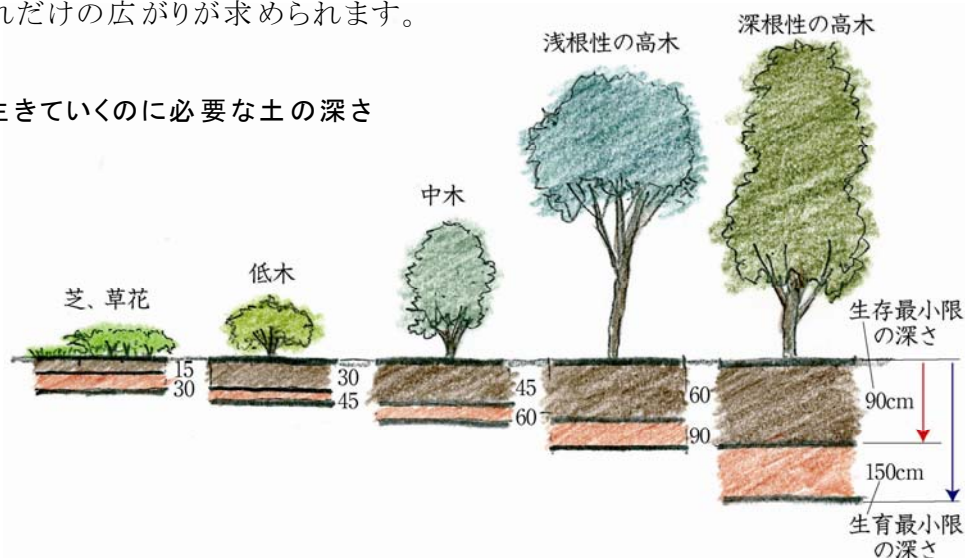 れだけの広がりが求められます。
生きていくのに必要な土の深さ
芝、草花
低木
中木
浅根性の高木
深根性の高木
15
30
30
45
45
60
60
90
生存最小限
の深さ
90cm
150cm
生育最小限
の深さ